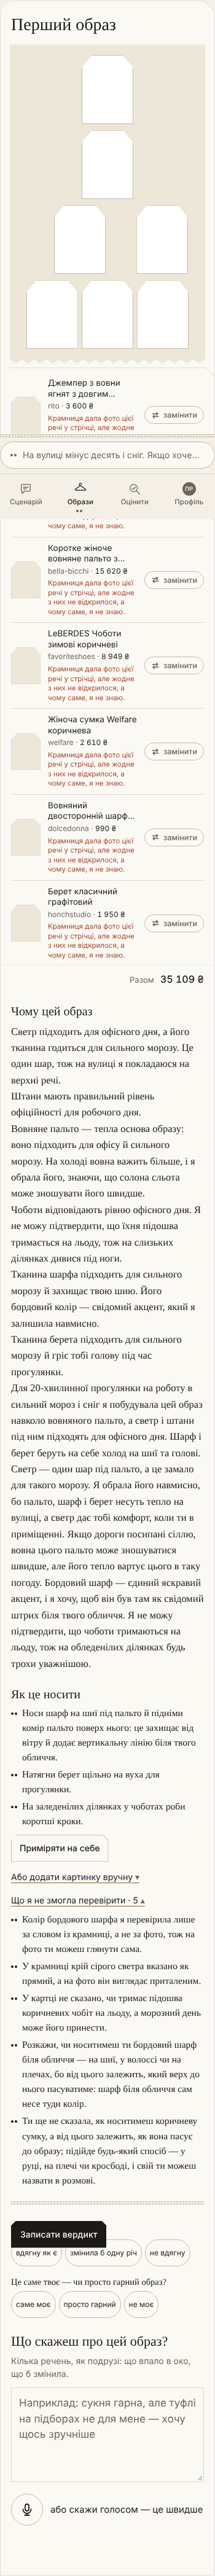 Перший образ
Джемпер з вовни
ягнят з довгим...
rito · 3 600 ₴
Крамниця дала фото цієї
речі у стрічці, але жодне
замінити
На вулиці мінус десять і сніг. Якщо хоче...
Сценарій
Образи
Оцінити
ПР
Профіль
чому саме, я не знаю.
Коротке жіноче
вовняне пальто з...
bella-bicchi · 15 620 ₴
Крамниця дала фото цієї
речі у стрічці, але жодне
з них не відкрилося, а
чому саме, я не знаю.
замінити
LeBERDES Чоботи
зимові коричневі
favoriteshoes · 8 949 ₴
Крамниця дала фото цієї
речі у стрічці, але жодне
з них не відкрилося, а
чому саме, я не знаю.
замінити
Жіноча сумка Welfare
коричнева
welfare · 2 610 ₴
Крамниця дала фото цієї
речі у стрічці, але жодне
з них не відкрилося, а
чому саме, я не знаю.
замінити
Вовняний
двосторонній шарф...
dolcedonna · 990 ₴
Крамниця дала фото цієї
речі у стрічці, але жодне
з них не відкрилося, а
чому саме, я не знаю.
замінити
Берет класичний
графітовий
honchstudio · 1 950 ₴
Крамниця дала фото цієї
речі у стрічці, але жодне
з них не відкрилося, а
чому саме, я не знаю.
замінити
Разом 35 109 ₴
Чому цей образ
Светр підходить для офісного дня, а його
тканина годиться для сильного морозу. Це
один шар, тож на вулиці я покладаюся на
верхні речі.
Штани мають правильний рівень
офіційності для робочого дня.
Вовняне пальто — тепла основа образу:
воно підходить для офісу й сильного
морозу. На холоді вовна важить більше, і я
обрала його, знаючи, що солона сльота
може зношувати його швидше.
Чоботи відповідають рівню офісного дня. Я
не можу підтвердити, що їхня підошва
тримається на льоду, тож на слизьких
ділянках дивися під ноги.
Тканина шарфа підходить для сильного
морозу й захищає твою шию. Його
бордовий колір — свідомий акцент, який я
залишила навмисно.
Тканина берета підходить для сильного
морозу й гріє тобі голову під час
прогулянки.
Для 20-хвилинної прогулянки на роботу в
сильний мороз і сніг я побудувала цей образ
навколо вовняного пальто, а светр і штани
під ним підходять для офісного дня. Шарф і
берет беруть на себе холод на шиї та голові.
Светр — один шар під пальто, а це замало
для такого морозу. Я обрала його навмисно,
бо пальто, шарф і берет несуть тепло на
вулиці, а светр дає тобі комфорт, коли ти в
приміщенні. Якщо дороги посипані сіллю,
вовна цього пальто може зношуватися
швидше, але його тепло вартує цього в таку
погоду. Бордовий шарф — єдиний яскравий
акцент, і я хочу, щоб він був там як свідомий
штрих біля твого обличчя. Я не можу
підтвердити, що чоботи тримаються на
льоду, тож на обледенілих ділянках будь
трохи уважнішою.
Як це носити
Носи шарф на шиї під пальто й підніми
комір пальто поверх нього: це захищає від
вітру й додає вертикальну лінію біля твого
обличчя.
Натягни берет щільно на вуха для
прогулянки.
На заледенілих ділянках у чоботах роби
короткі кроки.
Приміряти на себе
Або додати картинку вручну ▾
Що я не змогла перевірити · 5 ▴
Колір бордового шарфа я перевірила лише
за словом із крамниці, а не за фото, тож на
фото ти можеш глянути сама.
У крамниці крій сірого светра вказано як
прямий, а на фото він виглядає приталеним.
У картці не сказано, чи тримає підошва
коричневих чобіт на льоду, а морозний день
може його принести.
Розкажи, чи носитимеш ти бордовий шарф
біля обличчя — на шиї, у волоссі чи на
плечах, бо від цього залежить, який верх до
нього пасуватиме: шарф біля обличчя сам
несе туди колір.
Ти ще не сказала, як носитимеш коричневу
сумку, а від цього залежить, як вона пасує
до образу; підійде будь-який спосіб — у
руці, на плечі чи кросбоді, і свій ти можеш
назвати в розмові.
Записати вердикт
вдягну як є
змінила б одну річ
не вдягну
Це саме твоє — чи просто гарний образ?
саме моє
просто гарний
не моє
Що скажеш про цей образ?
Кілька речень, як подрузі: що впало в око,
що б змінила.
Наприклад: сукня гарна, але туфлі
на підборах не для мене — хочу
щось зручніше
або скажи голосом — це швидше